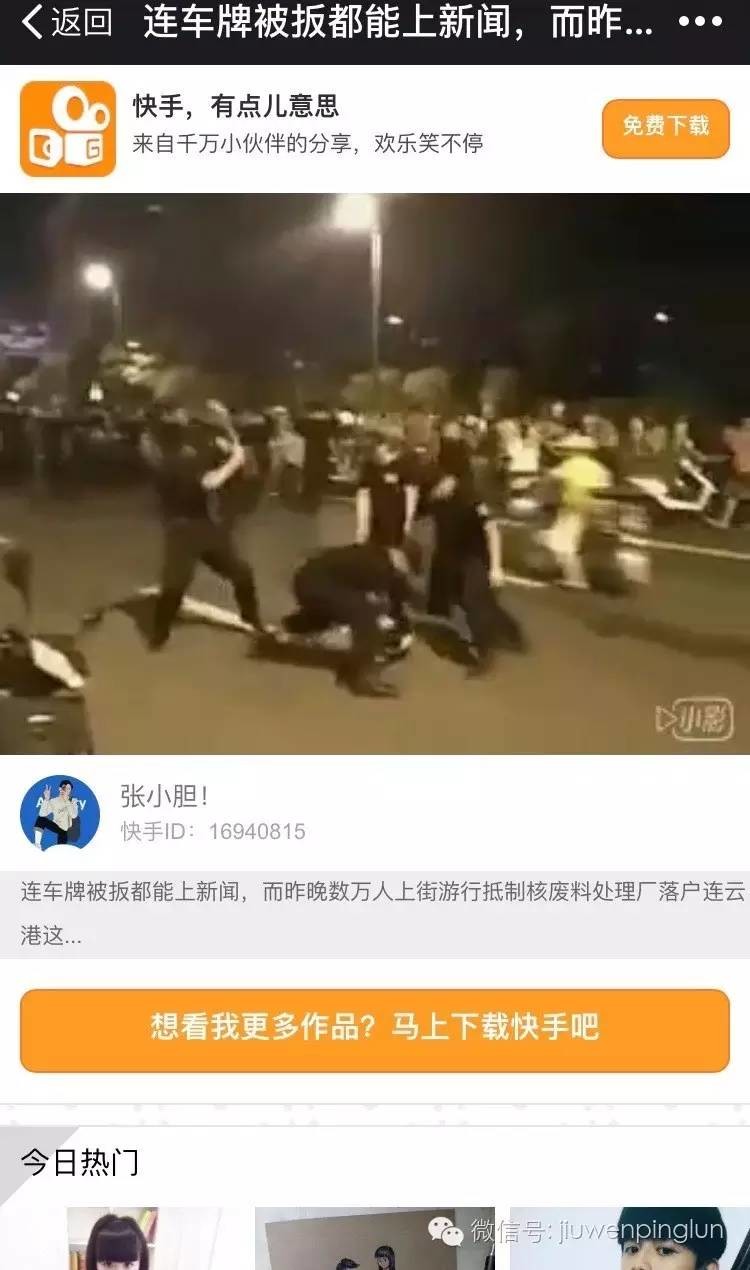 返回 连车牌被扳都能上新闻，而昨...
快手，有点儿意思
来自千万小伙伴的分享，欢乐笑不停
免费下载
小影
张小胆！
快手ID：16940815
连车牌被扳都能上新闻，而昨晚数万人上街游行抵制核废料处理厂落户连云
港这...
想看我更多作品？马上下载快手吧
今日热门
微信号: jiuwenpinglun